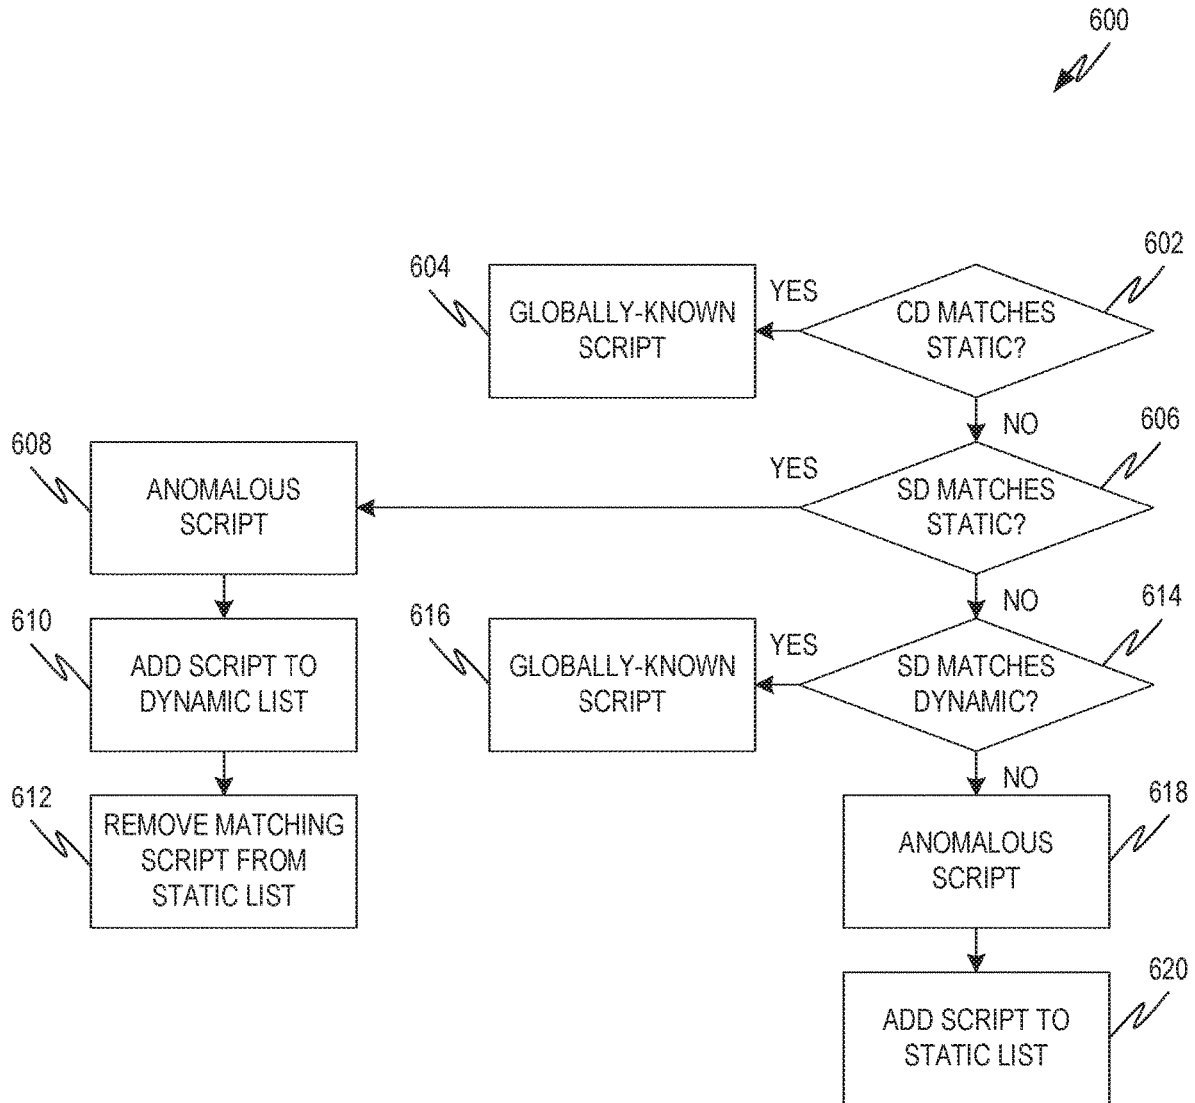 600
602
604
GLOBALLY-KNOWN
SCRIPT
YES
CD MATCHES
STATIC?
NO
606
608
ANOMALOUS
SCRIPT
YES
SD MATCHES
STATIC?
NO
610
ADD SCRIPT TO
DYNAMIC LIST
616
GLOBALLY-KNOWN
SCRIPT
YES
SD MATCHES
DYNAMIC?
614
NO
612
REMOVE MATCHING
SCRIPT FROM
STATIC LIST
618
ANOMALOUS
SCRIPT
620
ADD SCRIPT TO
STATIC LIST